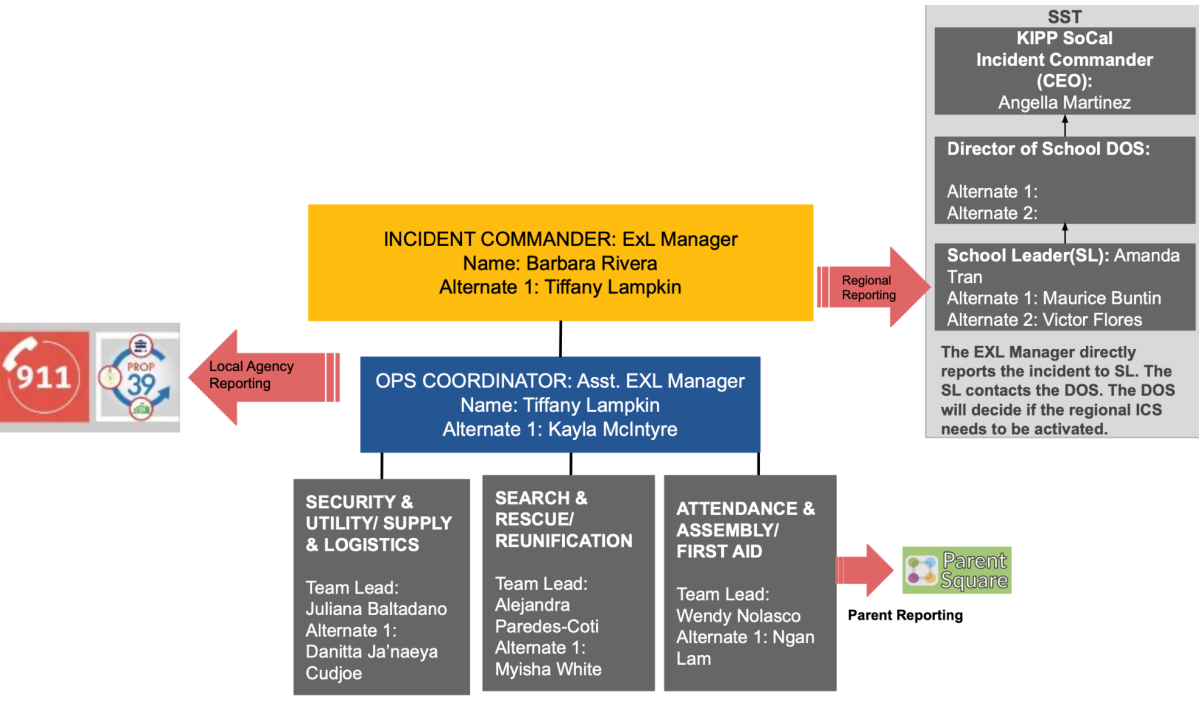 SST
KIPP SoCal
Incident Commander
(CEO):
Angella Martinez
Director of School DOS:
Alternate 1:
Alternate 2:
School Leader(SL): Amanda
Tran
Alternate 1: Maurice Buntin
Alternate 2: Victor Flores
The EXL Manager directly
reports the incident to SL. The
SL contacts the DOS. The DOS
will decide if the regional ICS
needs to be activated.
INCIDENT COMMANDER: ExL Manager
Name: Barbara Rivera
Alternate 1: Tiffany Lampkin
Regional
Reporting
911
PROP
39
Local Agency
Reporting
OPS COORDINATOR: Asst. EXL Manager
Name: Tiffany Lampkin
Alternate 1: Kayla McIntyre
SECURITY &
UTILITY/ SUPPLY
& LOGISTICS
Team Lead:
Juliana Baltadano
Alternate 1:
Danitta Ja’naeya
Cudjoe
SEARCH &
RESCUE/
REUNIFICATION
Team Lead:
Alejandra
Paredes-Coti
Alternate 1:
Myisha White
ATTENDANCE &
ASSEMBLY/
FIRST AID
Team Lead:
Wendy Nolasco
Alternate 1: Ngan
Lam
Parent
Square
Parent Reporting